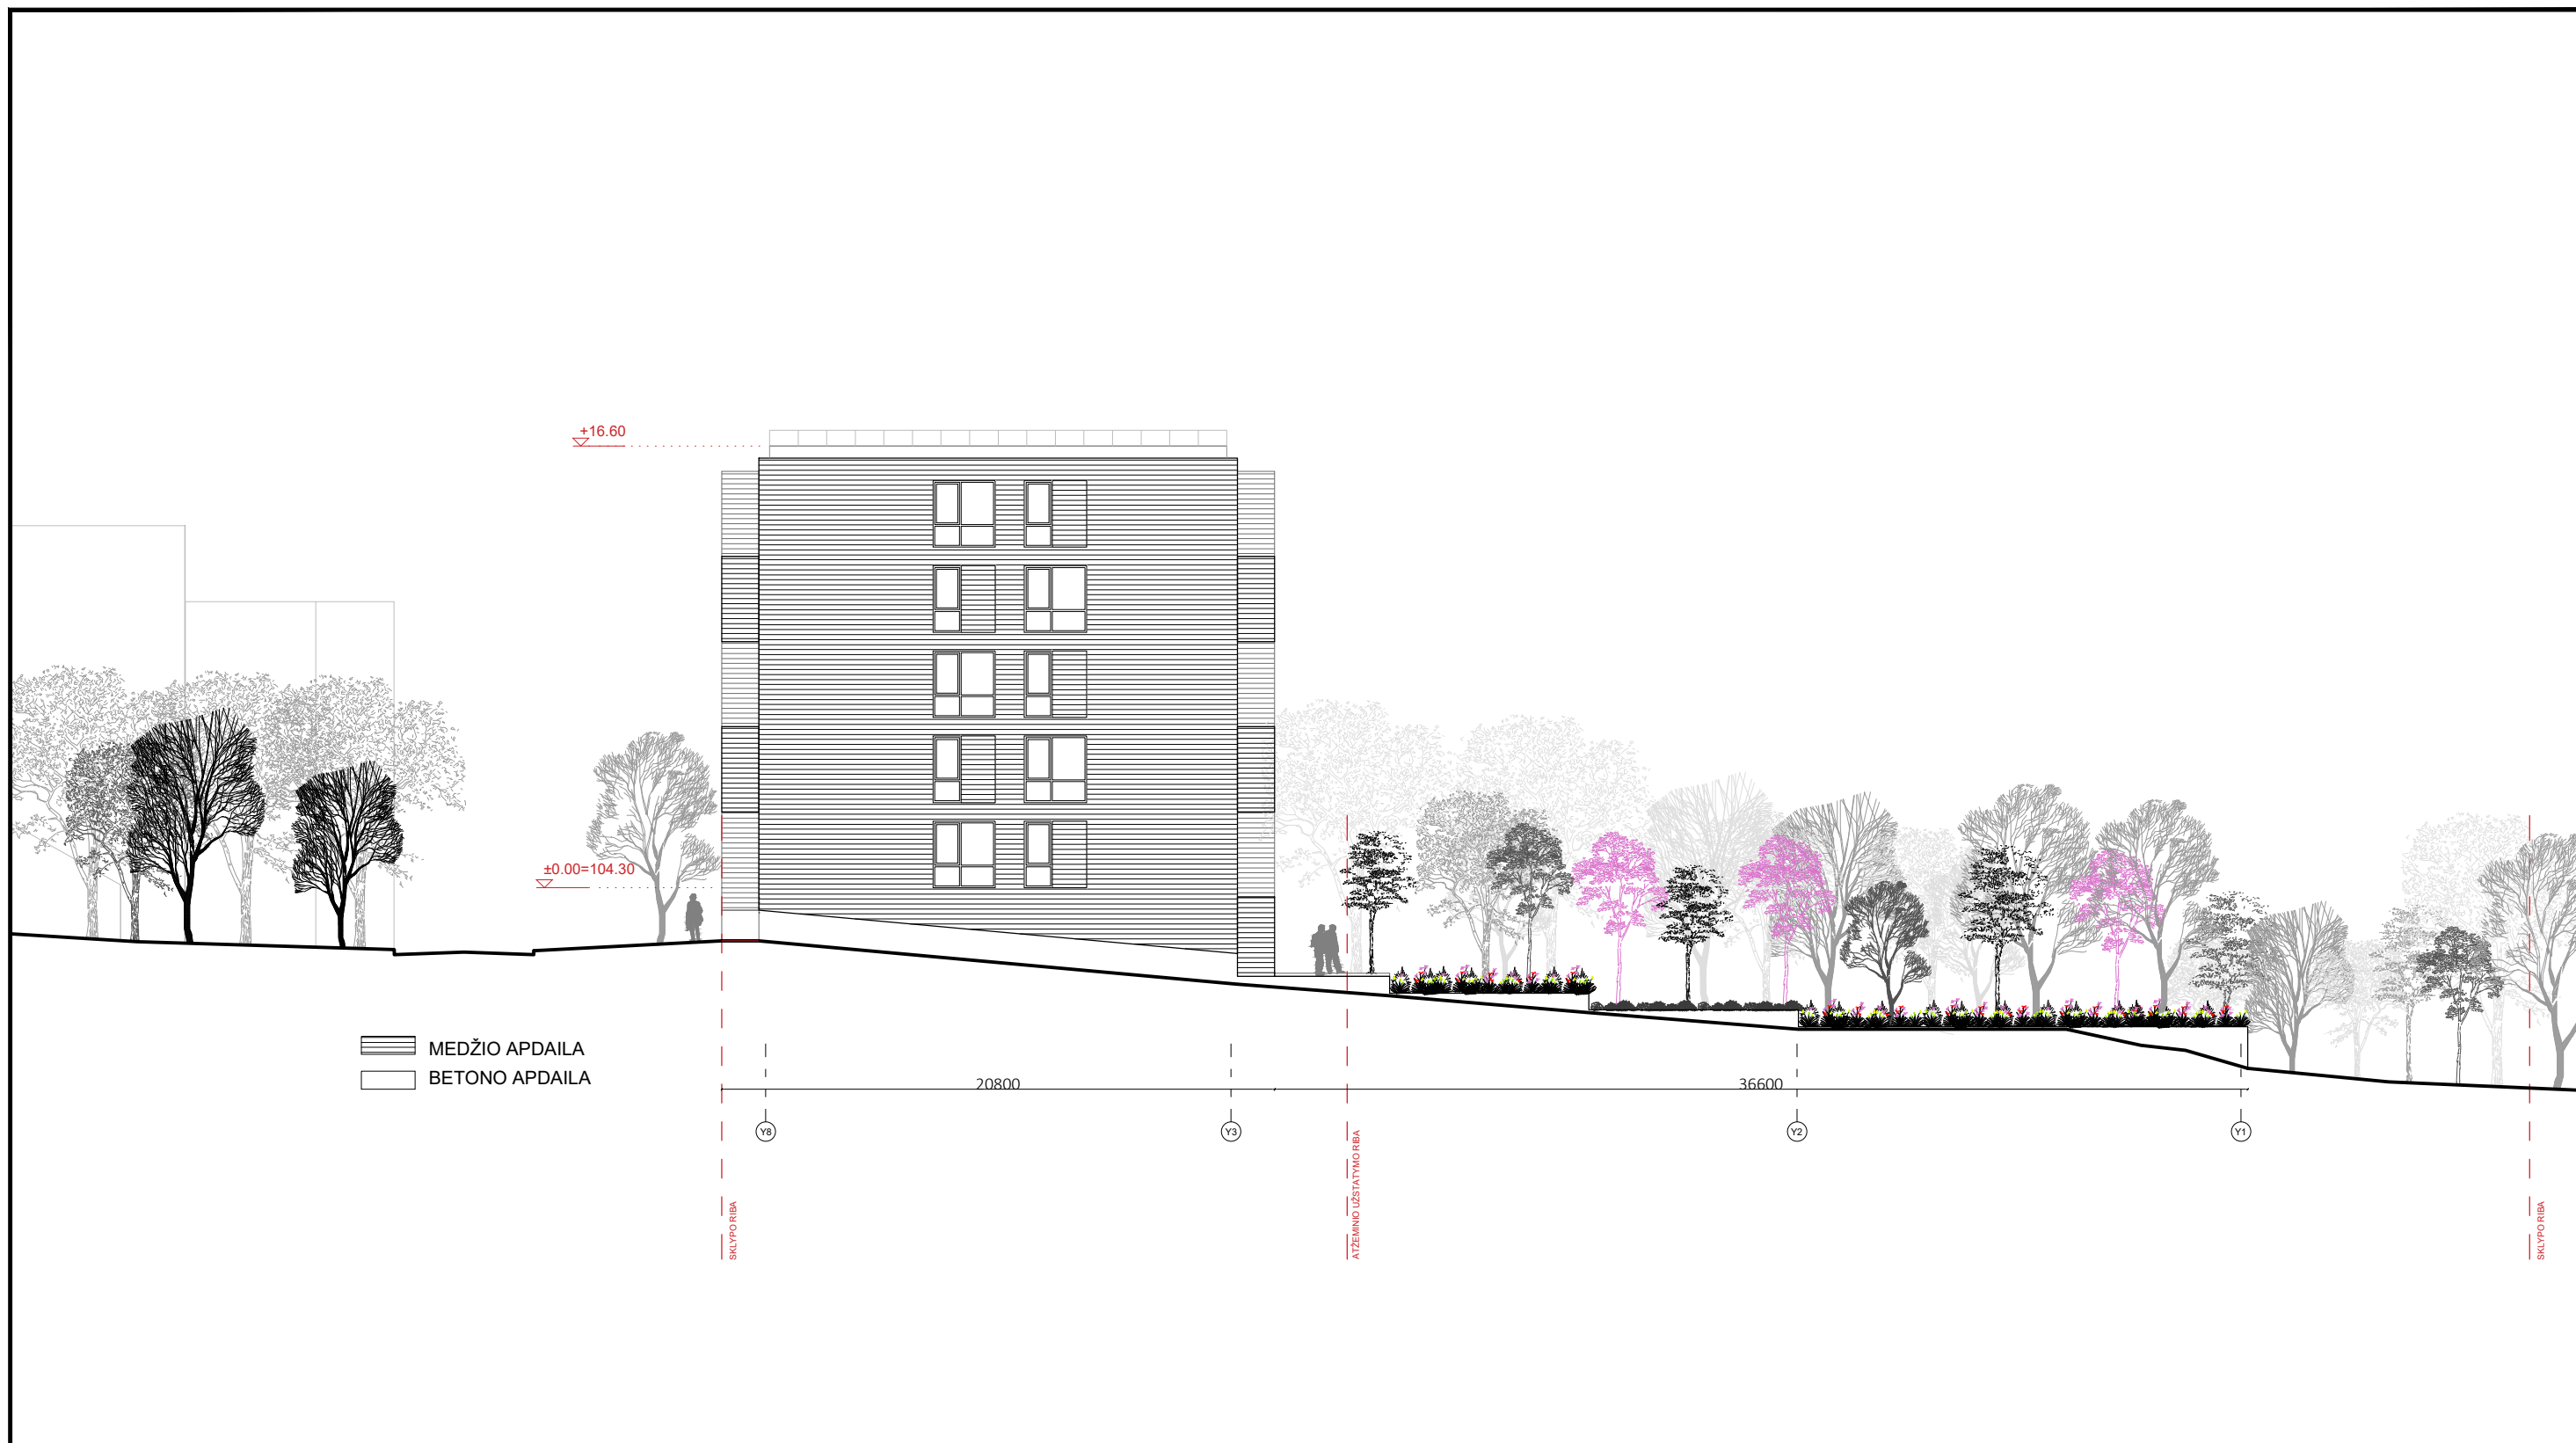 +16.60
±0.00=104.30
MEDŽIO APDAILA
BETONO APDAILA
20800
36600
Y8
Y3
Y2
Y1
SKLYPO RIBA
ATŽEMINIO UŽSTATYMO RIBA
SKLYPO RIBA